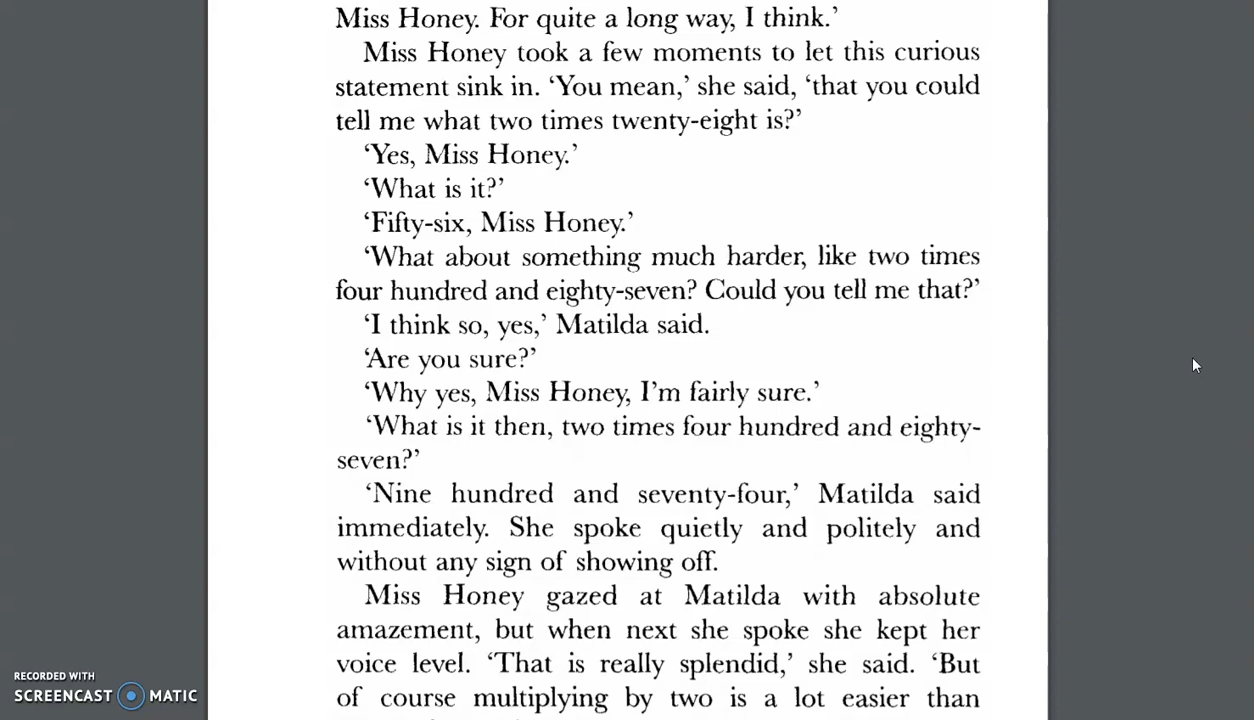 Miss Honey. For quite a long way, I think.’
Miss Honey took a few moments to let this curious
statement sink in. ‘You mean,’ she said, ‘that you could
tell me what two times twenty-eight is?’
‘Yes, Miss Honey.’
‘What is it?’
‘Fifty-six, Miss Honey.’
‘What about something much harder, like two times
four hundred and eighty-seven? Could you tell me that?’
‘I think so, yes,’ Matilda said.
‘Are you sure?’
‘Why yes, Miss Honey, I’m fairly sure.’
‘What is it then, two times four hundred and eighty-
seven?’
‘Nine hundred and seventy-four,’ Matilda said
immediately. She spoke quietly and politely and
without any sign of showing off.
Miss Honey gazed at Matilda with absolute
amazement, but when next she spoke she kept her
voice level. ‘That is really splendid,’ she said. ‘But
of course multiplying by two is a lot easier than
RECORDED WITH
SCREENCAST MATIC